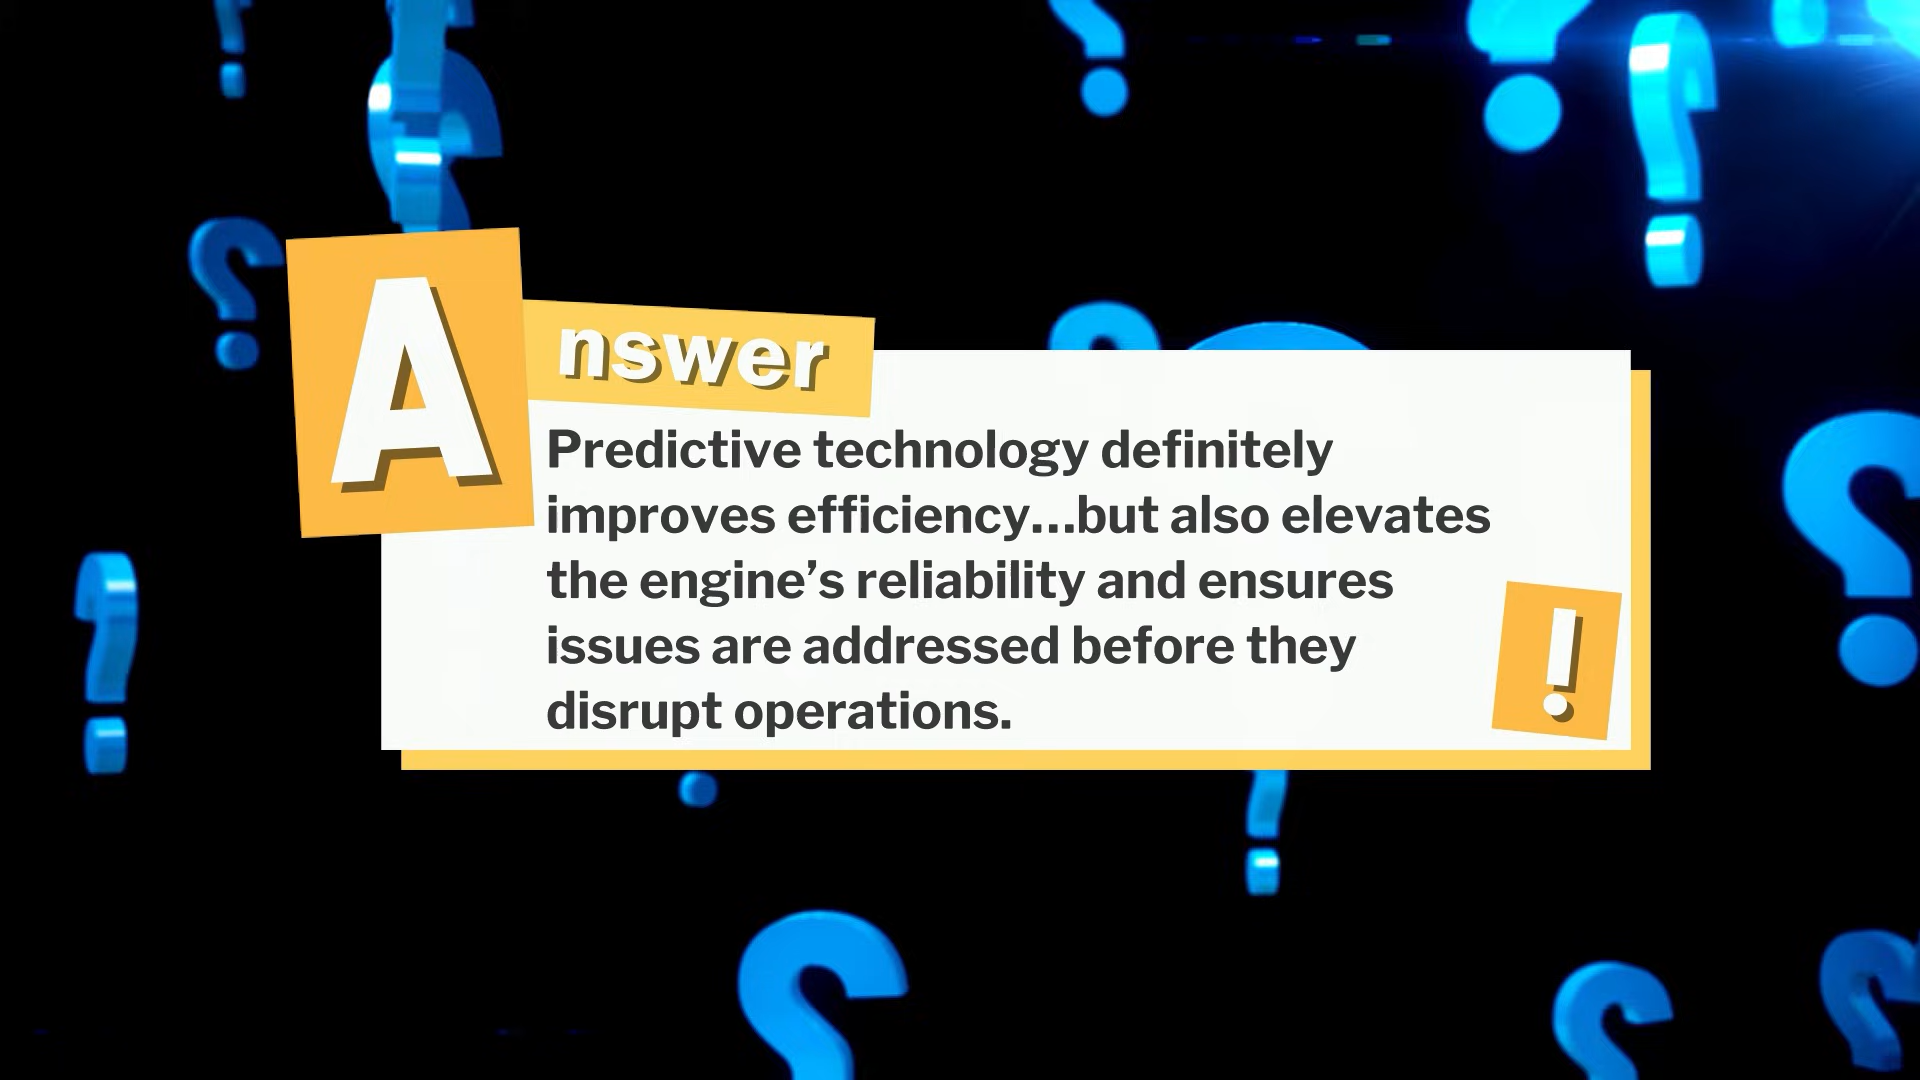 Answer
Predictive technology definitely
improves efficiency...but also elevates
the engine’s reliability and ensures
issues are addressed before they
disrupt operations.
!